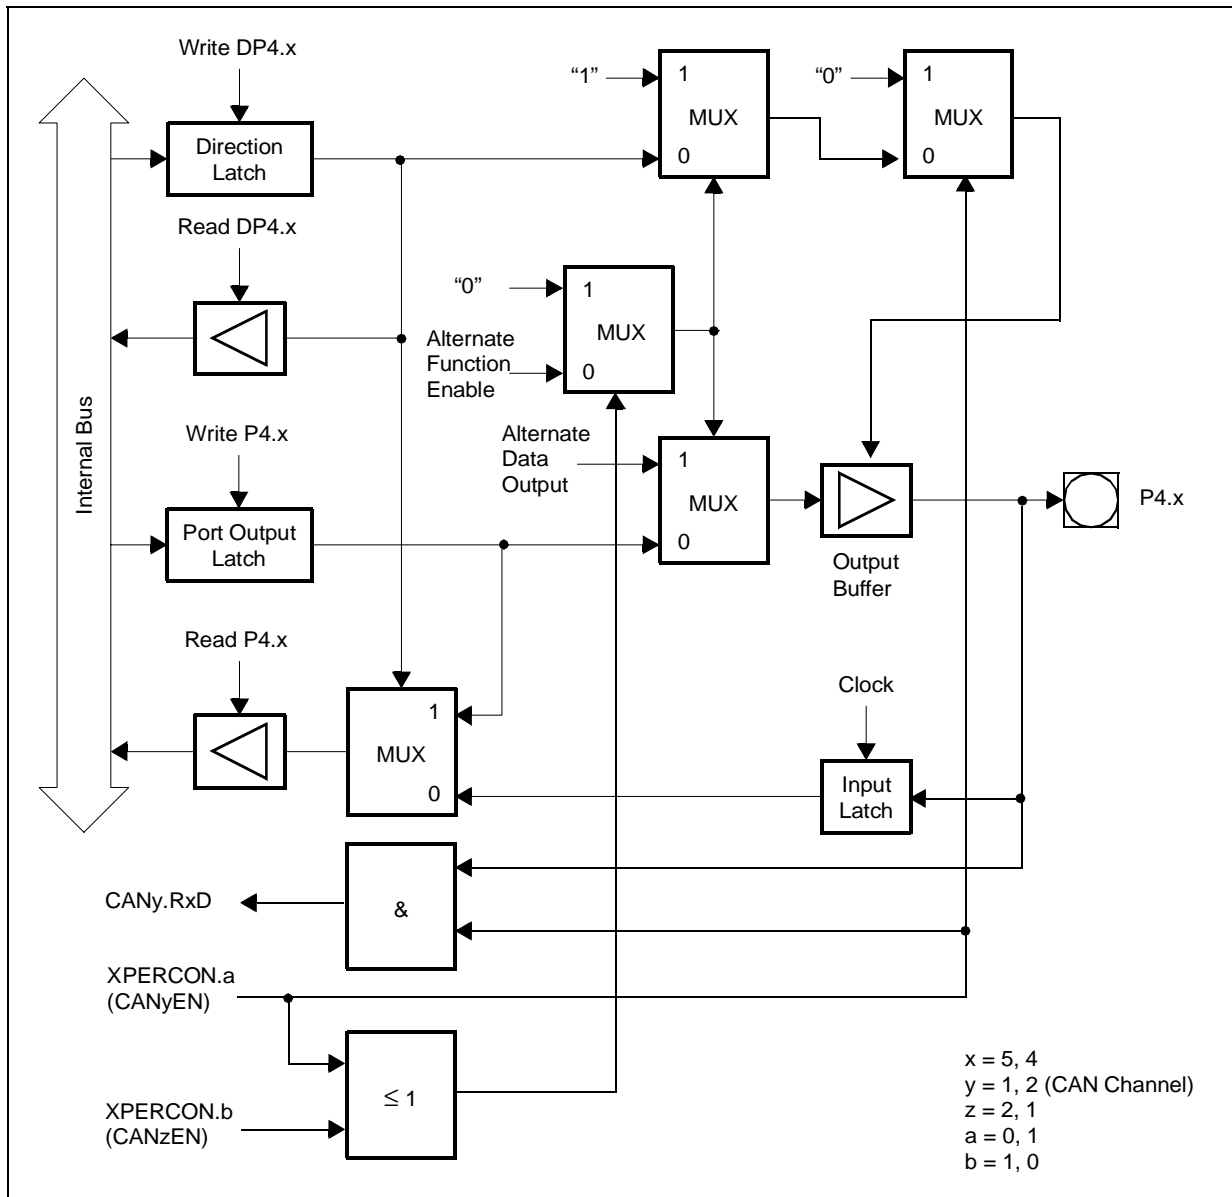 Write DP4.x
Direction
Latch
Read DP4.x
Internal Bus
Write P4.x
Port Output
Latch
Read P4.x
“1”
1
MUX
0
“0”
1
MUX
0
“0”
1
MUX
0
Alternate
Function
Enable
Alternate
Data
Output
1
MUX
0
Output
Buffer
P4.x
1
MUX
0
Clock
Input
Latch
CANy.RxD
&
XPERCON.a
(CANyEN)
XPERCON.b
(CANzEN)
≤ 1
x = 5, 4
y = 1, 2 (CAN Channel)
z = 2, 1
a = 0, 1
b = 1, 0